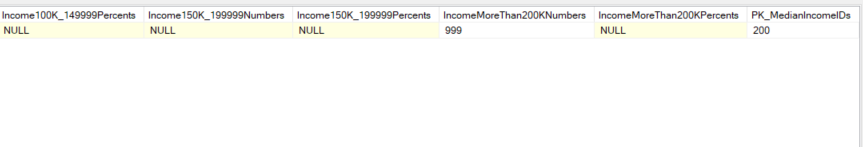 Income100K_149999Percents Income150K_199999Numbers Income150K_199999Percents IncomeMoreThan200KNumbers IncomeMoreThan200KPercents PK_MedianIncomeIDs
NULL NULL NULL 999 NULL 200